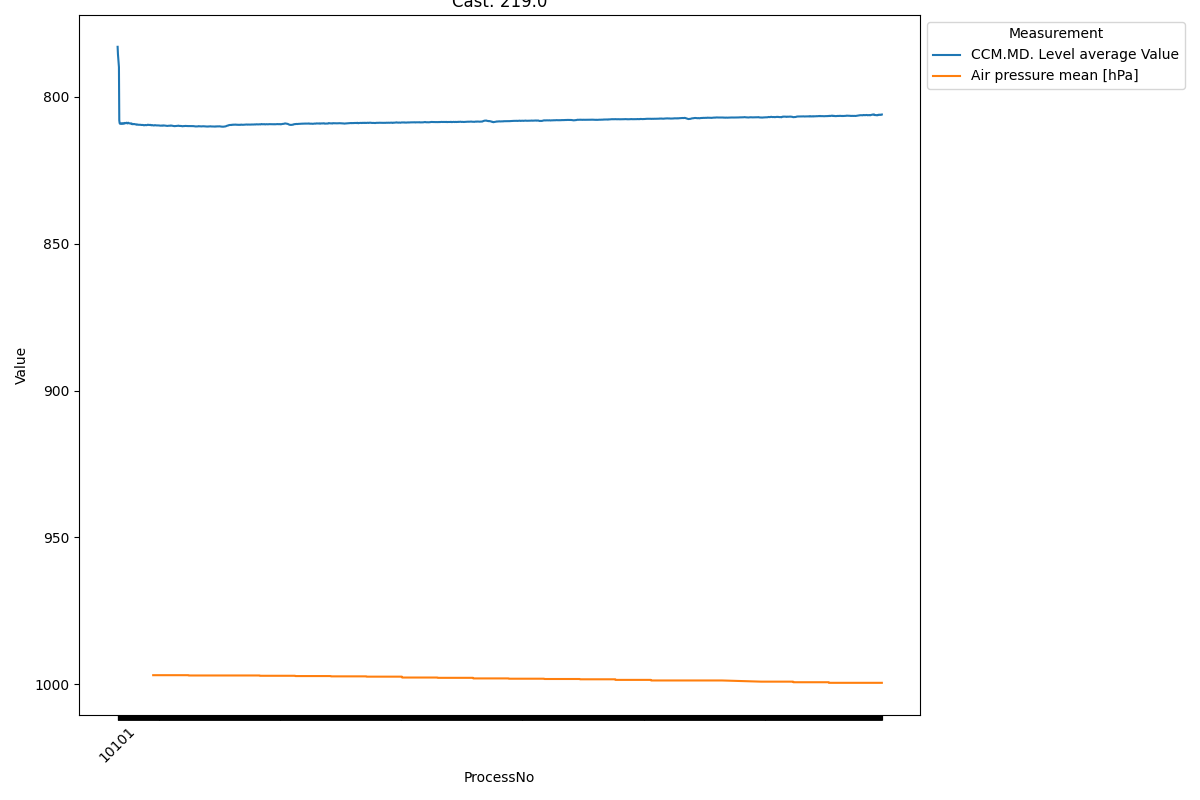 Cast: 219.0
Measurement
CCM.MD. Level average Value
Air pressure mean [hPa]
800
850
900
950
1000
Value
10101
ProcessNo